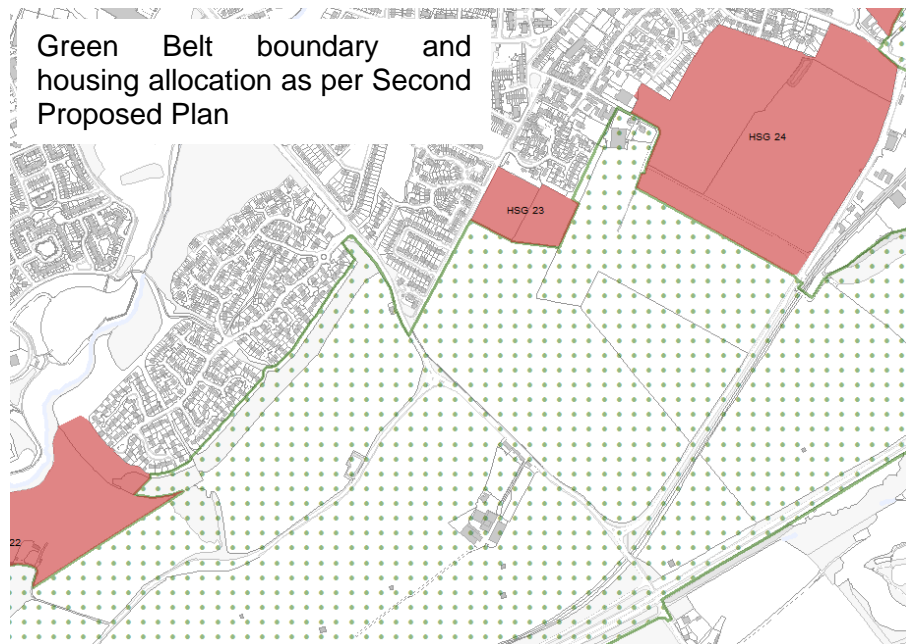 Green Belt boundary and
housing allocation as per Second
Proposed Plan
HSG 24
HSG 23
22